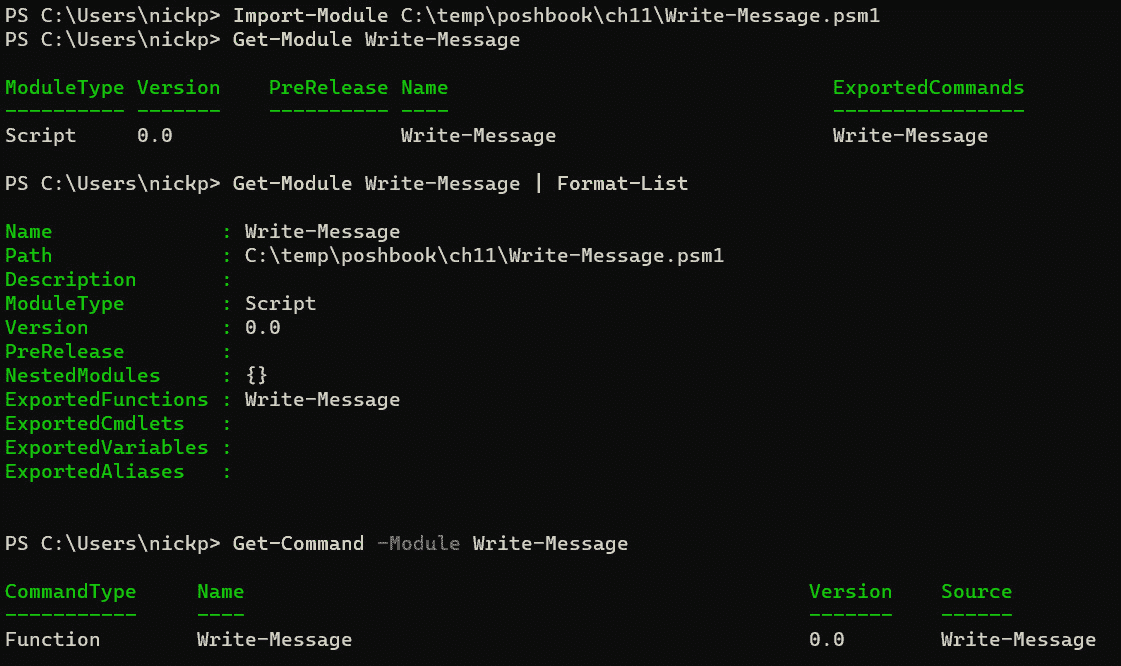 PS C:\Users\nickp> Import-Module C:\temp\poshbook\ch11\Write-Message.psm1
PS C:\Users\nickp> Get-Module Write-Message
ModuleType Version    PreRelease Name                                ExportedCommands
---------- -------    ---------- ----                                ----------------
Script     0.0                   Write-Message                       Write-Message
PS C:\Users\nickp> Get-Module Write-Message | Format-List
Name              : Write-Message
Path              : C:\temp\poshbook\ch11\Write-Message.psm1
Description       :
ModuleType        : Script
Version           : 0.0
PreRelease        :
NestedModules     : {}
ExportedFunctions : Write-Message
ExportedCmdlets   :
ExportedVariables :
ExportedAliases   :
PS C:\Users\nickp> Get-Command -Module Write-Message
CommandType     Name                                               Version    Source
-----------     ----                                               -------    ------
Function        Write-Message                                      0.0        Write-Message